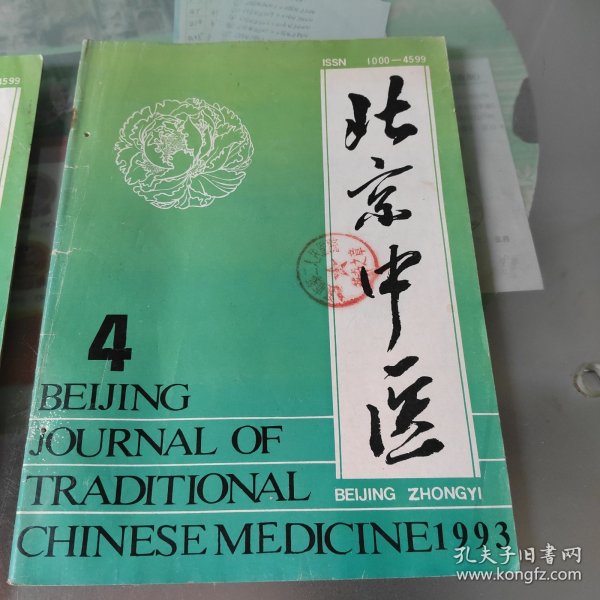 ISSN 1000—4599
北京中医
4
BEIJING
JOURNAL OF
TRADITIONAL
CHINESE MEDICINE 1993
BEIJING ZHONGYI
4599
孔夫子旧书网
www.kongfz.com